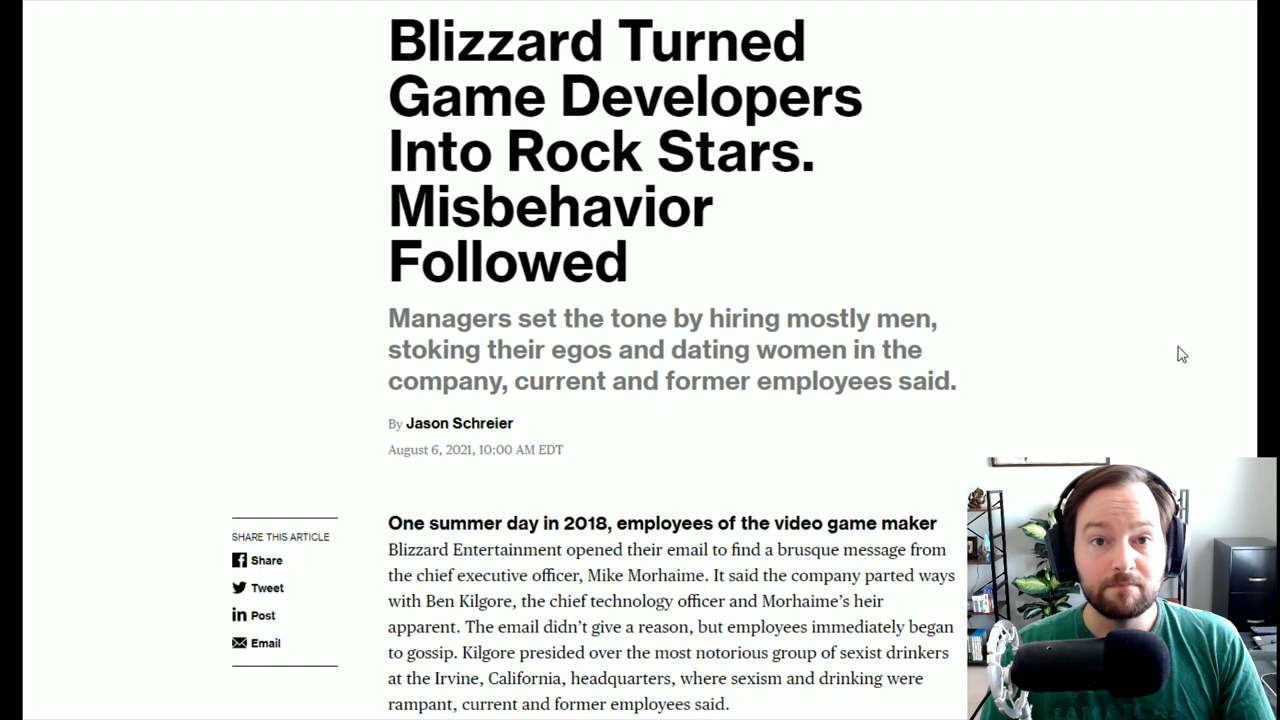 Blizzard Turned
Game Developers
Into Rock Stars.
Misbehavior
Followed
Managers set the tone by hiring mostly men,
stoking their egos and dating women in the
company, current and former employees said.
By Jason Schreier
August 6, 2021, 10:00 AM EDT
SHARE THIS ARTICLE
Share
Tweet
Post
Email
One summer day in 2018, employees of the video game maker
Blizzard Entertainment opened their email to find a brusque message from
the chief executive officer, Mike Morhaime. It said the company parted ways
with Ben Kilgore, the chief technology officer and Morhaime’s heir
apparent. The email didn’t give a reason, but employees immediately began
to gossip. Kilgore presided over the most notorious group of sexist drinkers
at the Irvine, California, headquarters, where sexism and drinking were
rampant, current and former employees said.